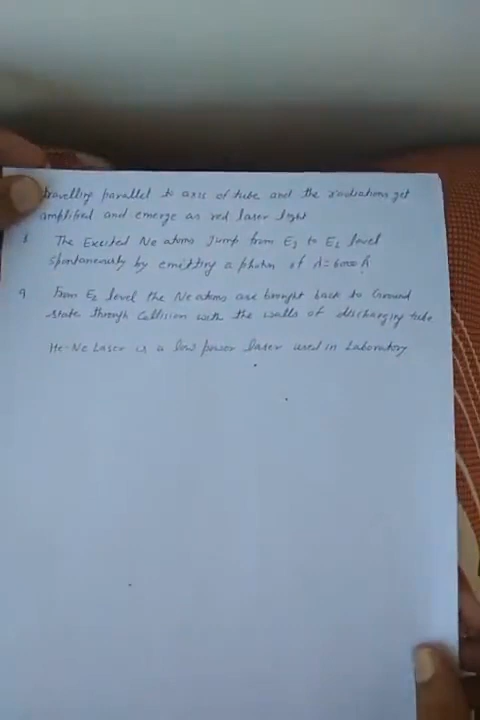 travelling parallel to axis of tube and the radiations get
amplified and emerge as red laser light
8 The Excited Ne atoms Jump from E3 to E2 level
spontaneously by emitting a photon of λ=6000 Å
9 From E2 level the Ne atoms are brought back to Ground
state through Collision with the walls of discharging tube
He-Ne Laser is a low power laser used in Laboratory